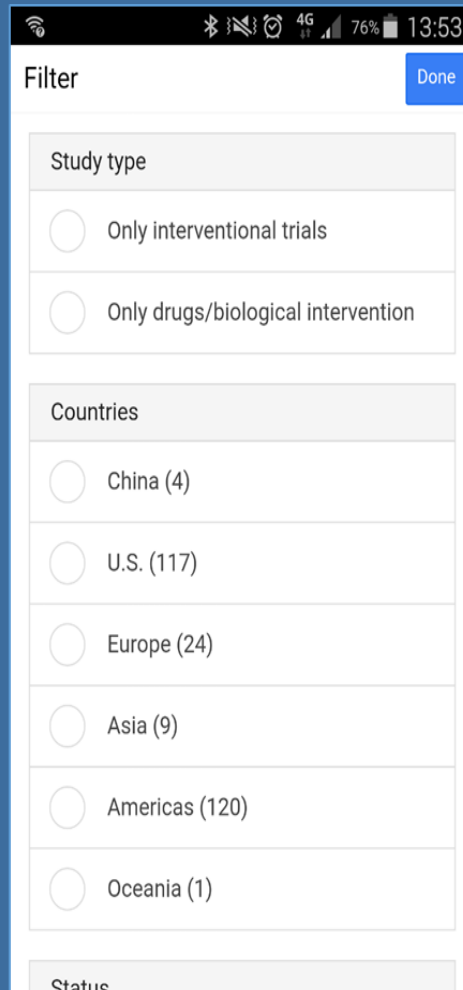 4G 76% 13:53
Filter
Done
Study type
Only interventional trials
Only drugs/biological intervention
Countries
China (4)
U.S. (117)
Europe (24)
Asia (9)
Americas (120)
Oceania (1)
Status